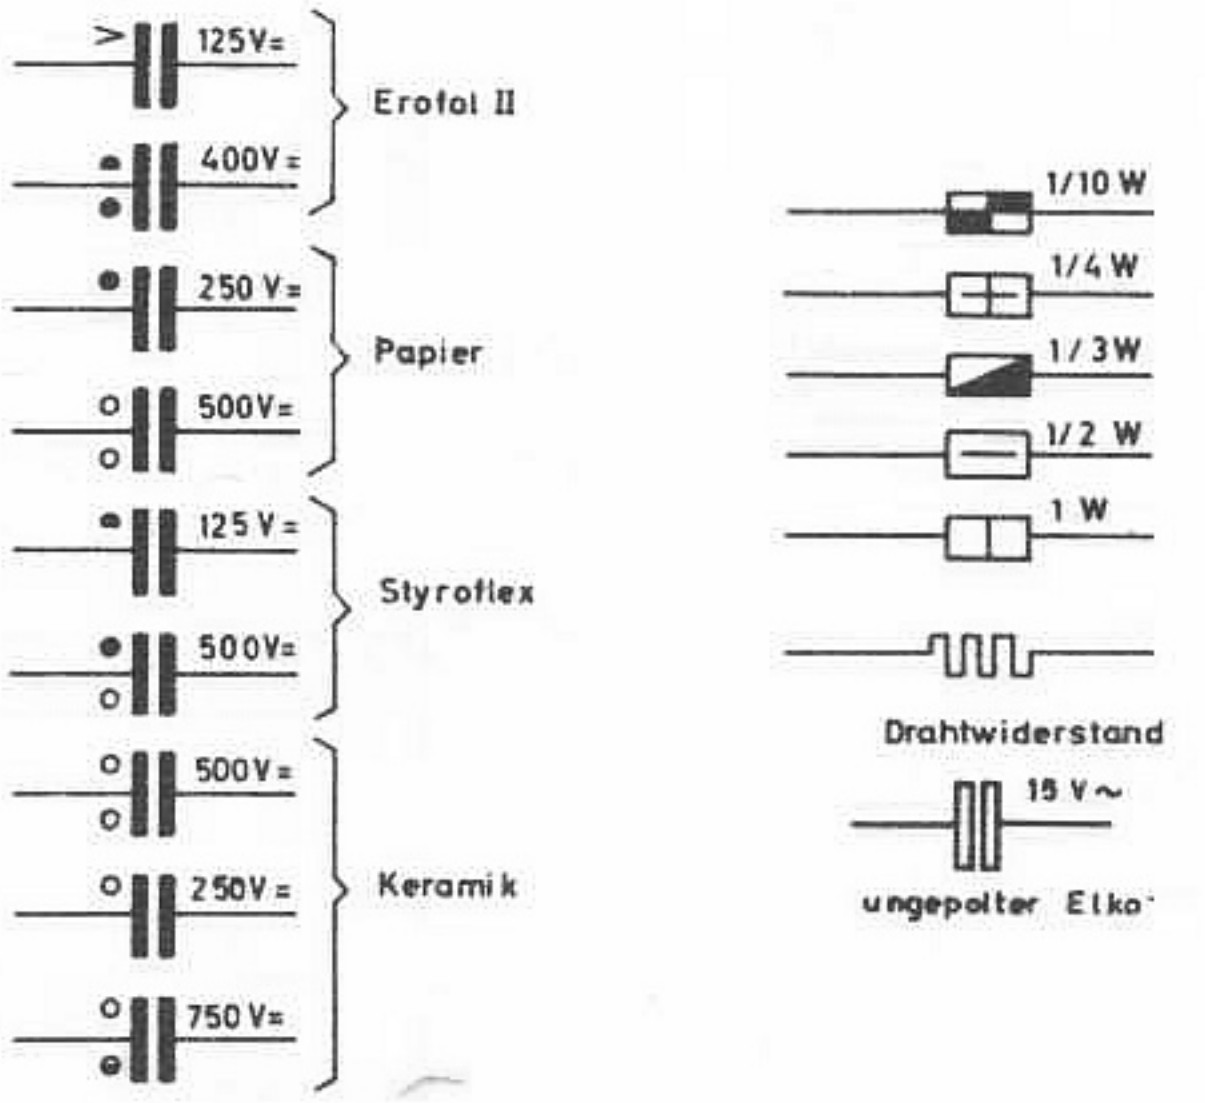 125V=
Erofol II
400V=
250 V=
Papier
500V=
125 V=
Styroflex
500V=
500V=
250V=
Keramik
750V=
1/10 W
1/4 W
1/3W
1/2 W
1 W
Drahtwiderstand
15 V~
ungepolter Elko